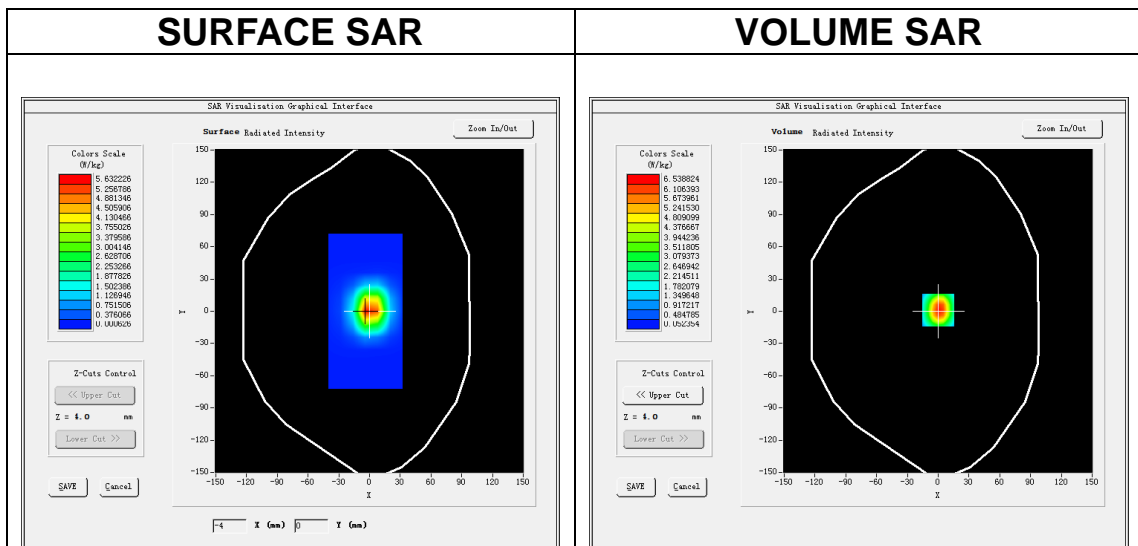 SURFACE SAR
VOLUME SAR
SAR Visualisation Graphical Interface
Surface Radiated Intensity
Zoom In/Out
Colors Scale
(W/kg)
5.632226
5.256786
4.881346
4.505906
4.130466
3.755026
3.379586
3.004146
2.628706
2.253266
1.877826
1.502386
1.126946
0.751506
0.376066
0.000626
Z-Cuts Control
<< Upper Cut
Z = 4.0 mm
Lower Cut >>
SAVE
Cancel
150
120
90
60
30
0
-30
-60
-90
-120
-150
Y
-150 -120 -90 -60 -30 0 30 60 90 120 150
X
-4 X (mm) 0 Y (mm)
SAR Visualisation Graphical Interface
Volume Radiated Intensity
Zoom In/Out
Colors Scale
(W/kg)
6.538824
6.106393
5.673961
5.241530
4.809099
4.376667
3.944236
3.511805
3.079373
2.646942
2.214511
1.782079
1.349648
0.917217
0.484785
0.052354
Z-Cuts Control
<< Upper Cut
Z = 4.0 mm
Lower Cut >>
SAVE
Cancel
150
120
90
60
30
0
-30
-60
-90
-120
-150
Y
-150 -120 -90 -60 -30 0 30 60 90 120 150
X